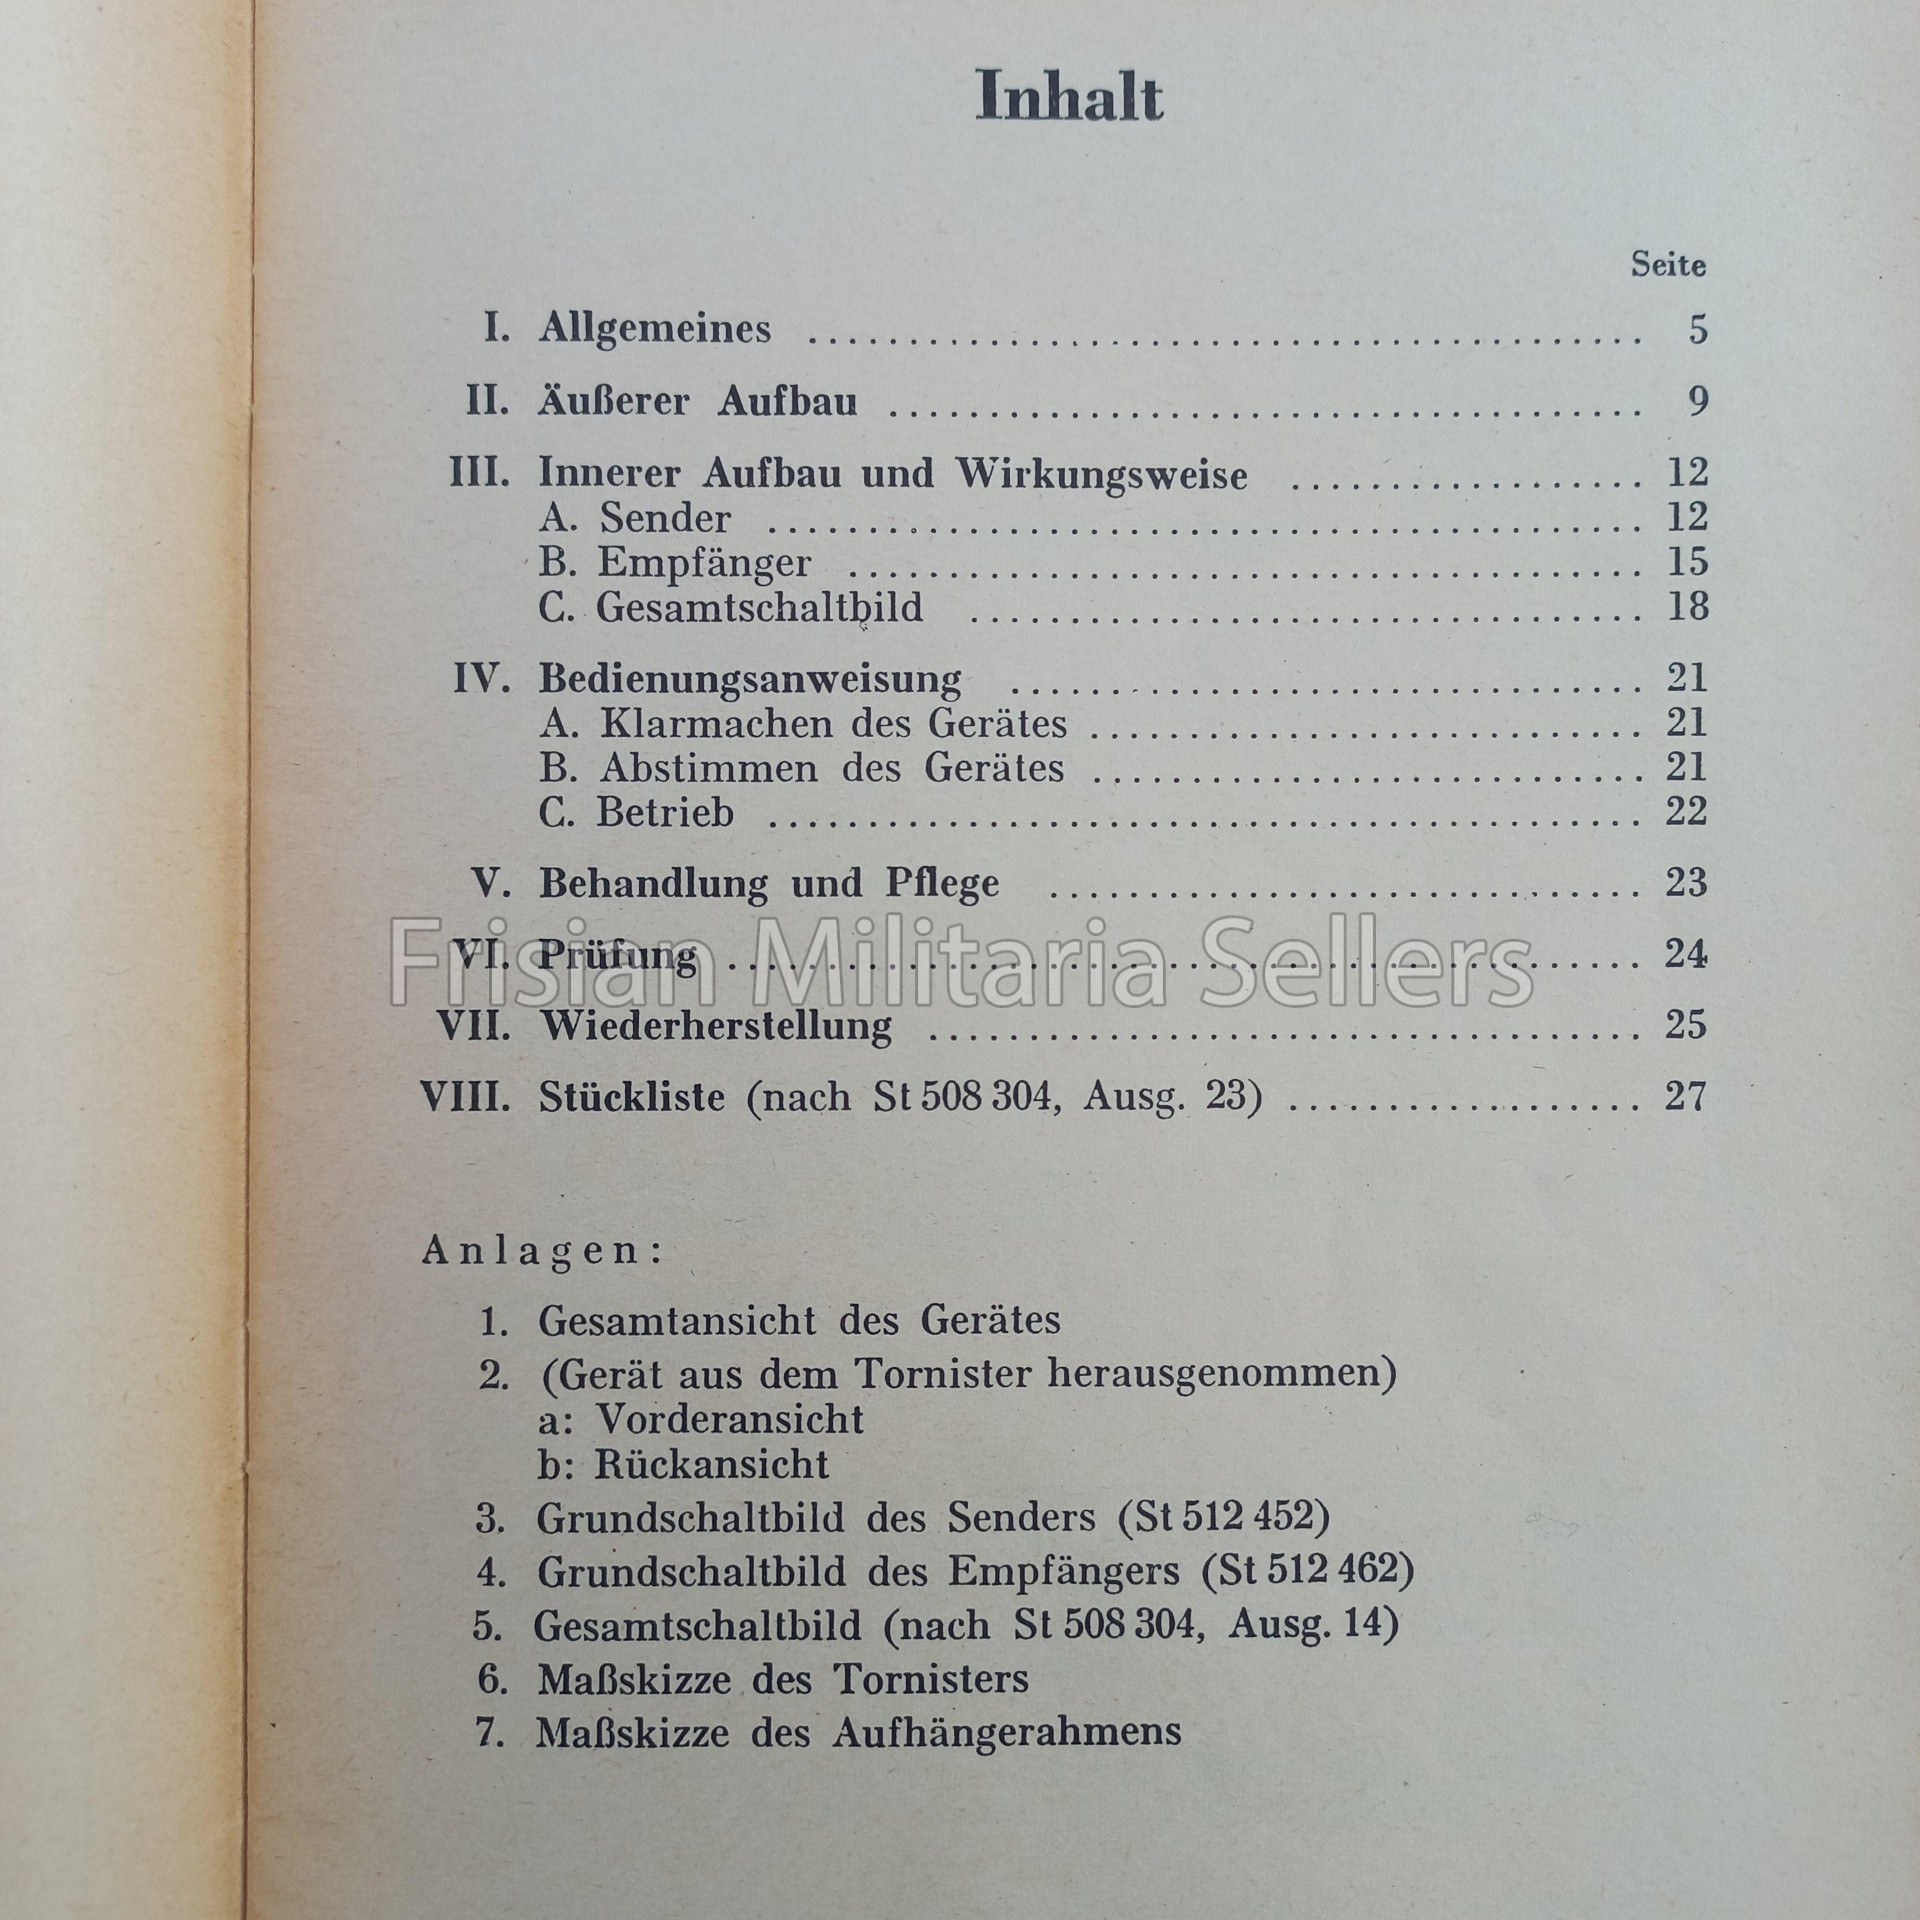 Inhalt
Seite
I. Allgemeines ........................................ 5
II. Äußerer Aufbau ...................................... 9
III. Innerer Aufbau und Wirkungsweise .................. 12
A. Sender ............................................ 12
B. Empfänger ........................................ 15
C. Gesamtschaltbild .................................. 18
IV. Bedienungsanweisung ................................ 21
A. Klarmachen des Gerätes ............................ 21
B. Abstimmen des Gerätes ............................ 21
C. Betrieb ............................................ 22
V. Behandlung und Pflege .............................. 23
VI. Prüfung .............................................. 24
Frisian Militaria Sellers
VII. Wiederherstellung .................................... 25
VIII. Stückliste (nach St 508 304, Ausg. 23) .................. 27
Anlagen:
1. Gesamtansicht des Gerätes
2. (Gerät aus dem Tornister herausgenommen)
a: Vorderansicht
b: Rückansicht
3. Grundschaltbild des Senders (St 512 452)
4. Grundschaltbild des Empfängers (St 512 462)
5. Gesamtschaltbild (nach St 508 304, Ausg. 14)
6. Maßskizze des Tornisters
7. Maßskizze des Aufhängerahmens